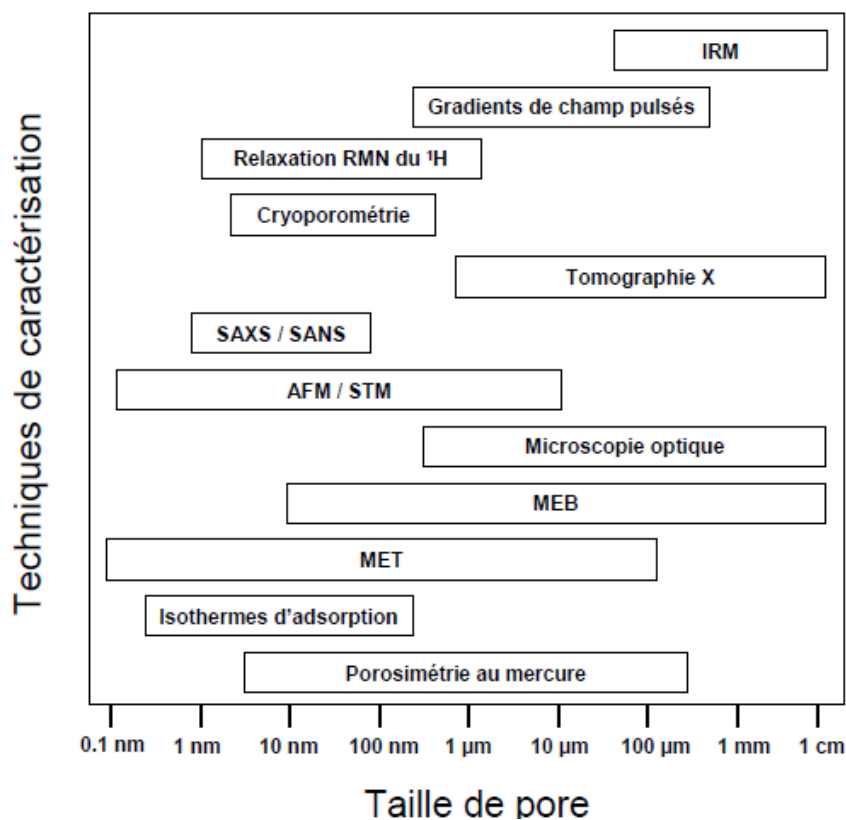 Techniques de caractérisation
IRM
Gradients de champ pulsés
Relaxation RMN du ¹H
Cryoporométrie
Tomographie X
SAXS / SANS
AFM / STM
Microscopie optique
MEB
MET
Isothermes d'adsorption
Porosimétrie au mercure
0.1 nm 1 nm 10 nm 100 nm 1 µm 10 µm 100 µm 1 mm 1 cm
Taille de pore